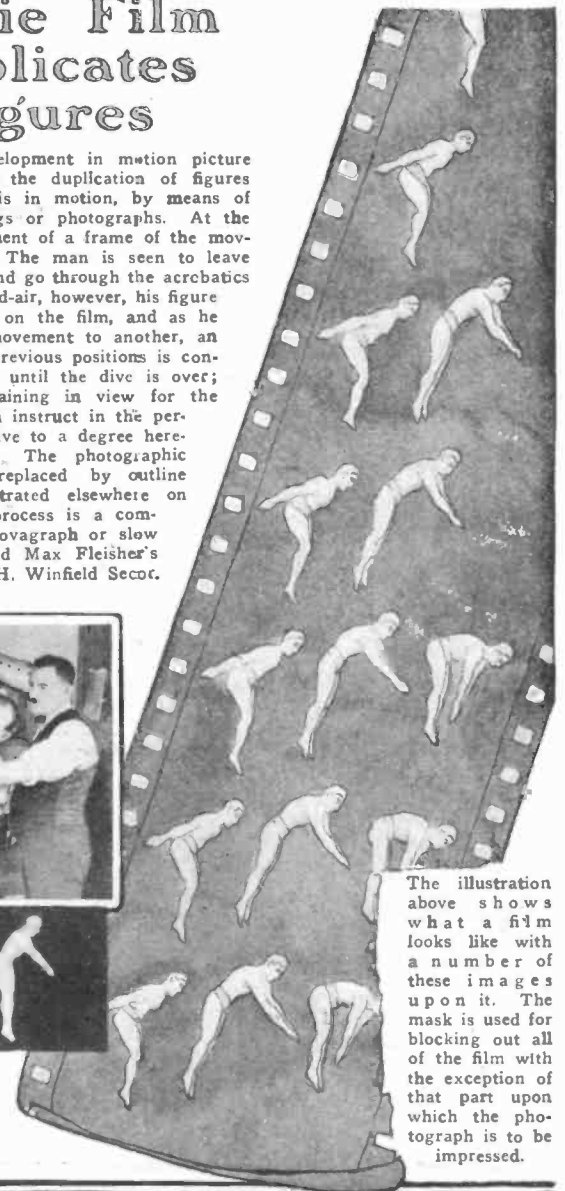 ie Film
plicates
gures
elopment in motion picture
the duplication of figures
is in motion, by means of
gs or photographs. At the
ent of a frame of the mov-
The man is seen to leave
nd go through the acrobatics
d-air, however, his figure
on the film, and as he
ovement to another, an
revious positions is con-
until the dive is over;
aining in view for the
instruct in the per-
ve to a degree here-
The photographic
replaced by outline
trated elsewhere on
process is a com-
ovagraph or slow
d Max Fleisher's
H. Winfield Secor.
The illustration
above shows
what a film
looks like with
a number of
these images
upon it. The
mask is used for
blocking out all
of the film with
the exception of
that part upon
which the pho-
tograph is to be
impressed.